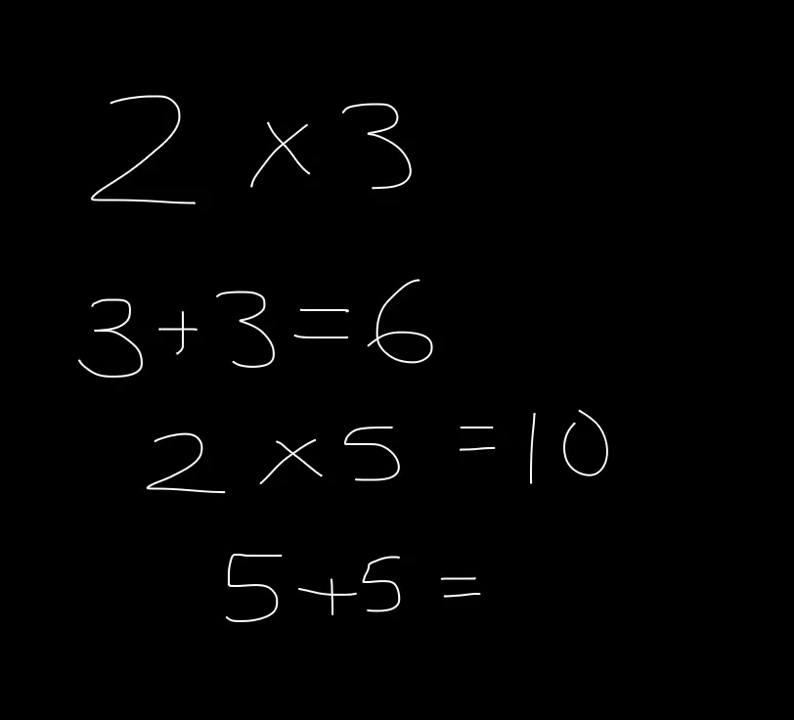 2 × 3
3+3=6
2 × 5 =10
5+5 =